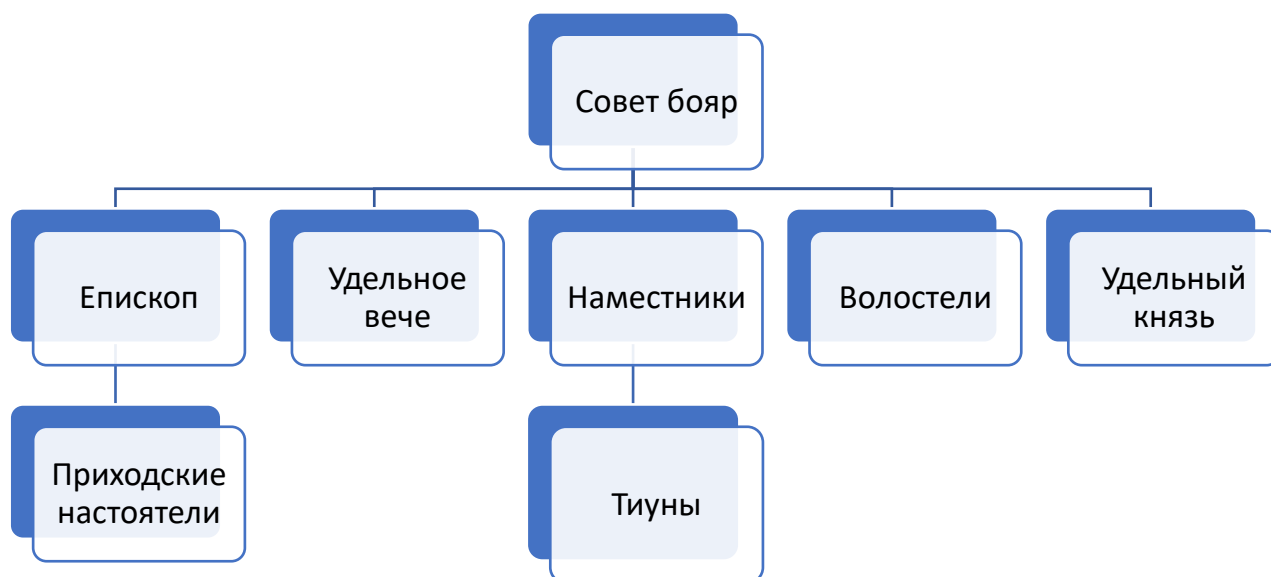 Совет бояр
Епископ
Удельное
вече
Наместники
Волостели
Удельный
князь
Приходские
настоятели
Тиуны